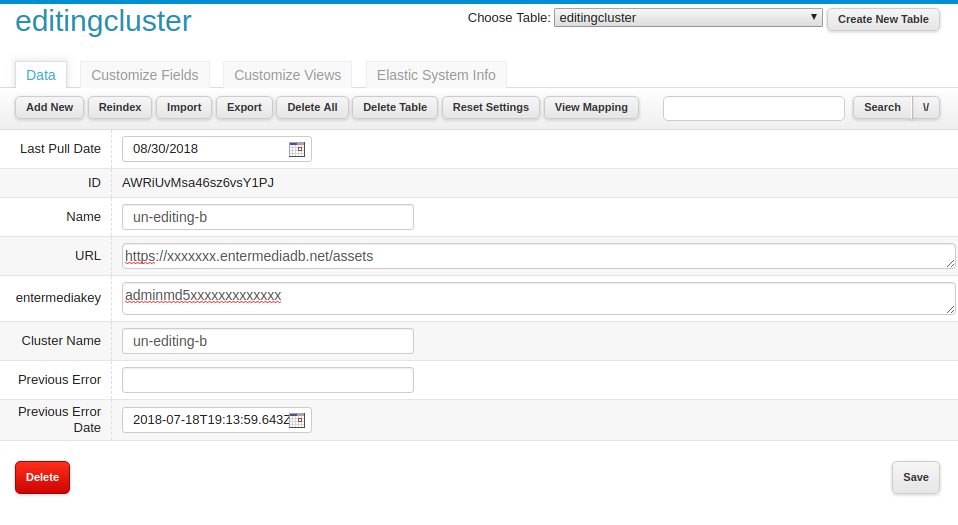 editingcluster
Choose Table: editingcluster Create New Table
Data Customize Fields Customize Views Elastic System Info
Add New Reindex Import Export Delete All Delete Table Reset Settings View Mapping Search \/
Last Pull Date 08/30/2018
ID AWRiUvMsa46sz6vsY1PJ
Name un-editing-b
URL https://xxxxxxx.entermediadb.net/assets
entermediakey adminmd5xxxxxxxxxxxxx
Cluster Name un-editing-b
Previous Error
Previous Error
Date 2018-07-18T19:13:59.643Z
Delete Save